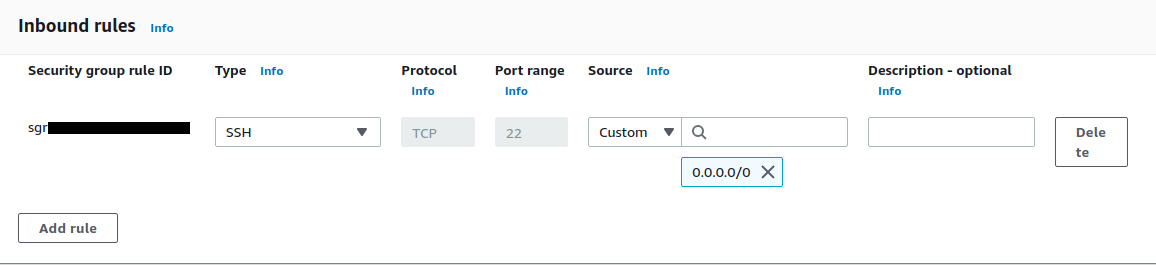 Inbound rules Info
Security group rule ID Type Info Protocol Info Port range Info Source Info Description - optional Info
sgr SSH TCP 22 Custom Delete
0.0.0.0/0
Add rule